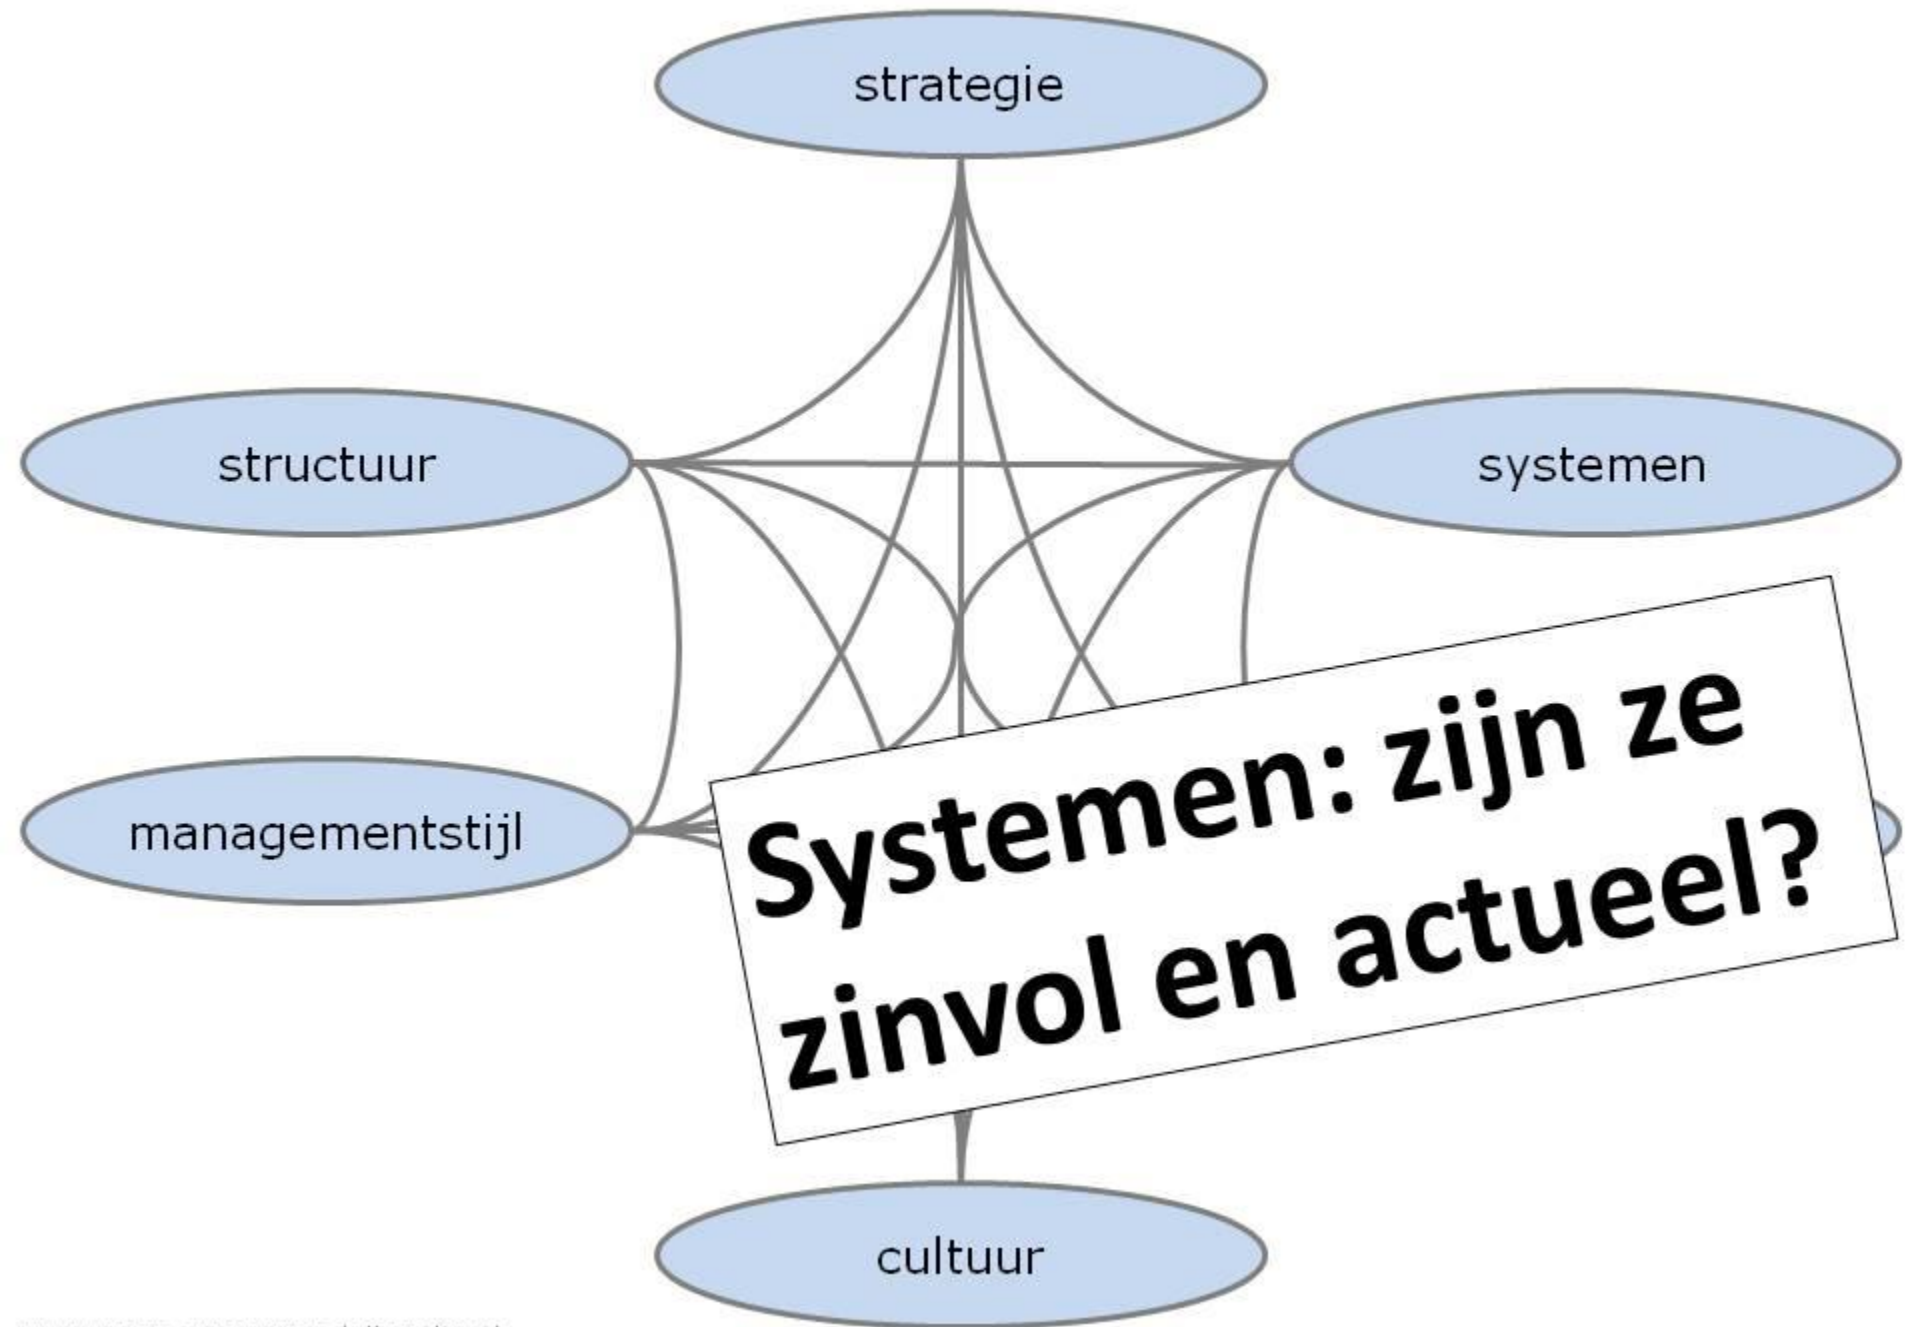 strategie
structuur
systemen
managementstijl
Systemen: zijn ze
zinvol en actueel?
cultuur